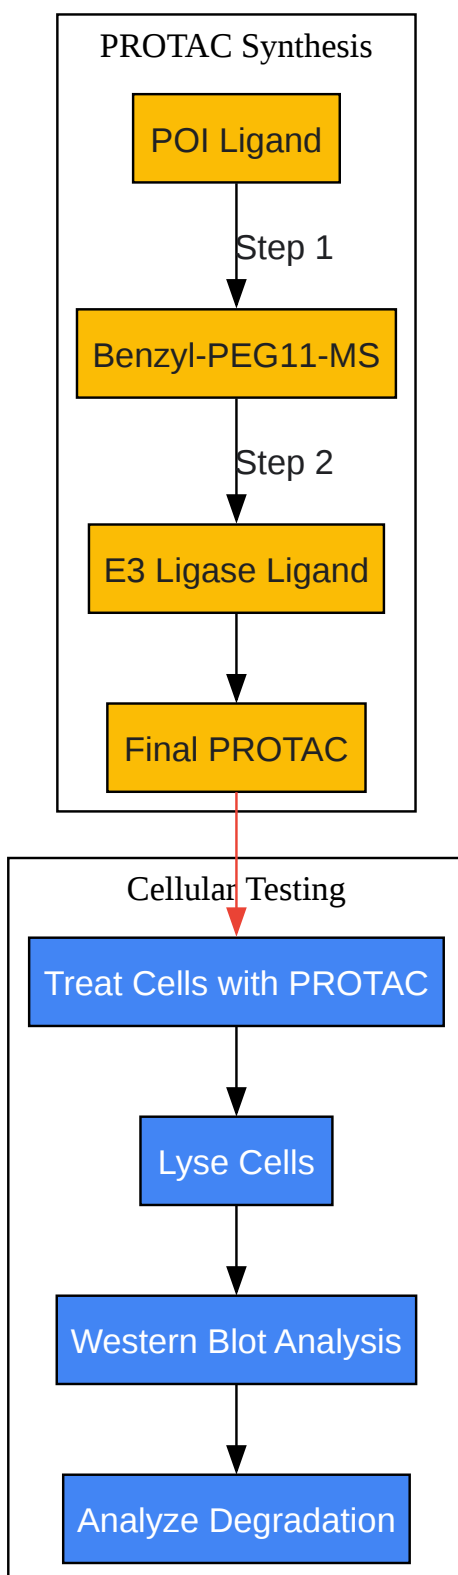 PROTAC Synthesis
POI Ligand
Step 1
Benzyl-PEG11-MS
Step 2
E3 Ligase Ligand
Final PROTAC
Cellular Testing
Treat Cells with PROTAC
Lyse Cells
Western Blot Analysis
Analyze Degradation